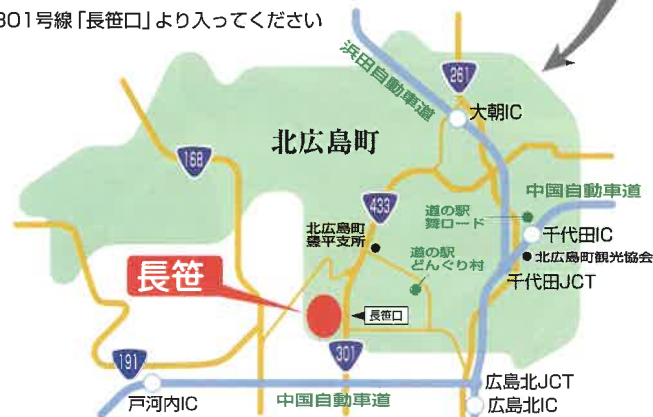 301号線「長笹口」より入ってください
浜田自動車道
261
大朝IC
北広島町
168
433
中国自動車道
道の駅
舞ロード
北広島町
豊平支所
千代田IC
道の駅
どんぐり村
北広島町観光協会
長笹
千代田JCT
長笹口
301
191
広島北JCT
戸河内IC
中国自動車道
広島北IC